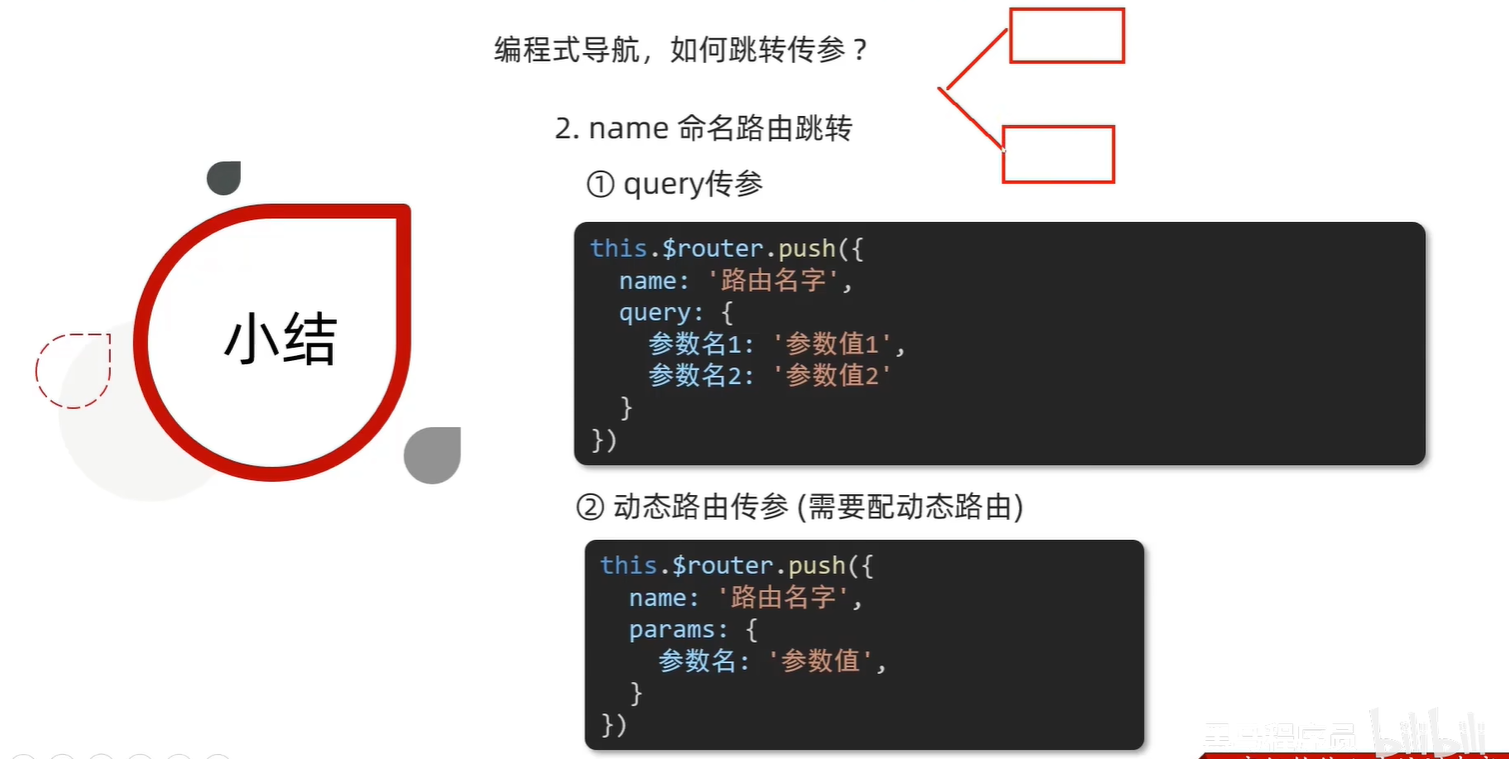 编程式导航，如何跳转传参？
2. name 命名路由跳转
① query传参
小结
this.$router.push({
name: '路由名字',
query: {
参数名1: '参数值1',
参数名2: '参数值2'
}
})
② 动态路由传参 (需要配动态路由)
this.$router.push({
name: '路由名字',
params: {
参数名: '参数值',
}
})
bilibili